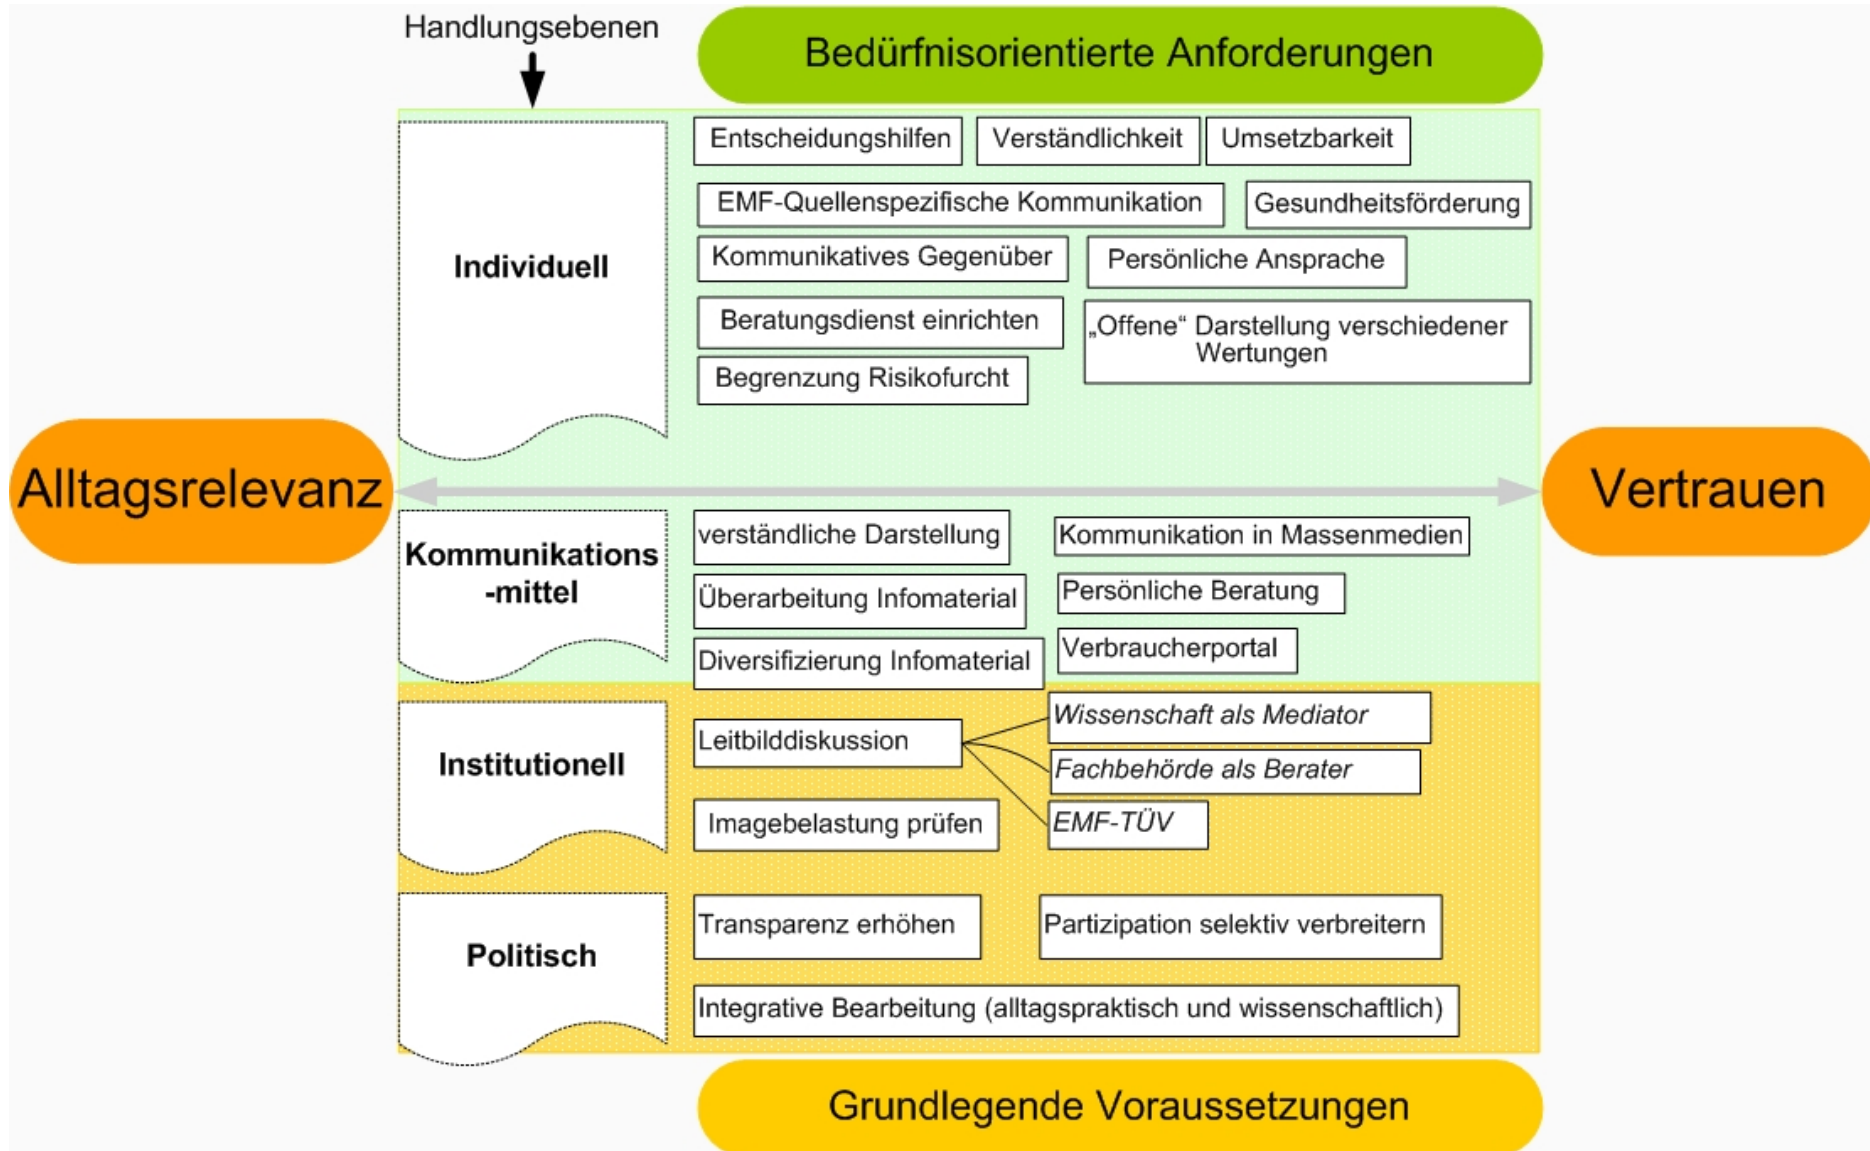 Handlungsebenen
Bedürfnisorientierte Anforderungen
Individuell
Entscheidungshilfen
Verständlichkeit
Umsetzbarkeit
EMF-Quellenspezifische Kommunikation
Gesundheitsförderung
Kommunikatives Gegenüber
Persönliche Ansprache
Beratungsdienst einrichten
„Offene“ Darstellung verschiedener
Wertungen
Begrenzung Risikofurcht
Alltagsrelevanz
Vertrauen
Kommunikations
-mittel
verständliche Darstellung
Kommunikation in Massenmedien
Überarbeitung Infomaterial
Persönliche Beratung
Diversifizierung Infomaterial
Verbraucherportal
Institutionell
Leitbilddiskussion
Wissenschaft als Mediator
Fachbehörde als Berater
EMF-TÜV
Imagebelastung prüfen
Politisch
Transparenz erhöhen
Partizipation selektiv verbreitern
Integrative Bearbeitung (alltagspraktisch und wissenschaftlich)
Grundlegende Voraussetzungen